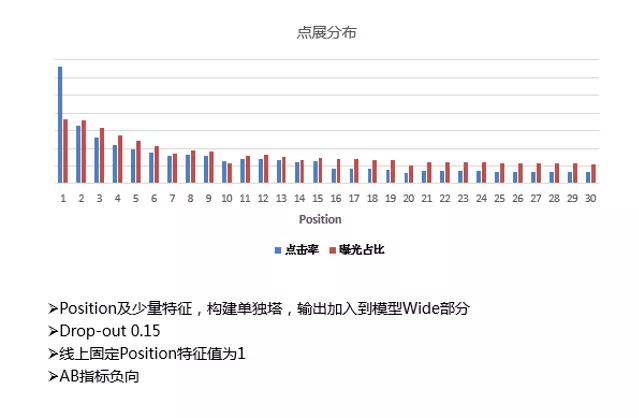 点展分布
1 2 3 4 5 6 7 8 9 10 11 12 13 14 15 16 17 18 19 20 21 22 23 24 25 26 27 28 29 30
Position
点击率 曝光占比
➢Position及少量特征，构建单独塔，输出加入到模型Wide部分
➢Drop-out 0.15
➢线上固定Position特征值为1
➢AB指标负向